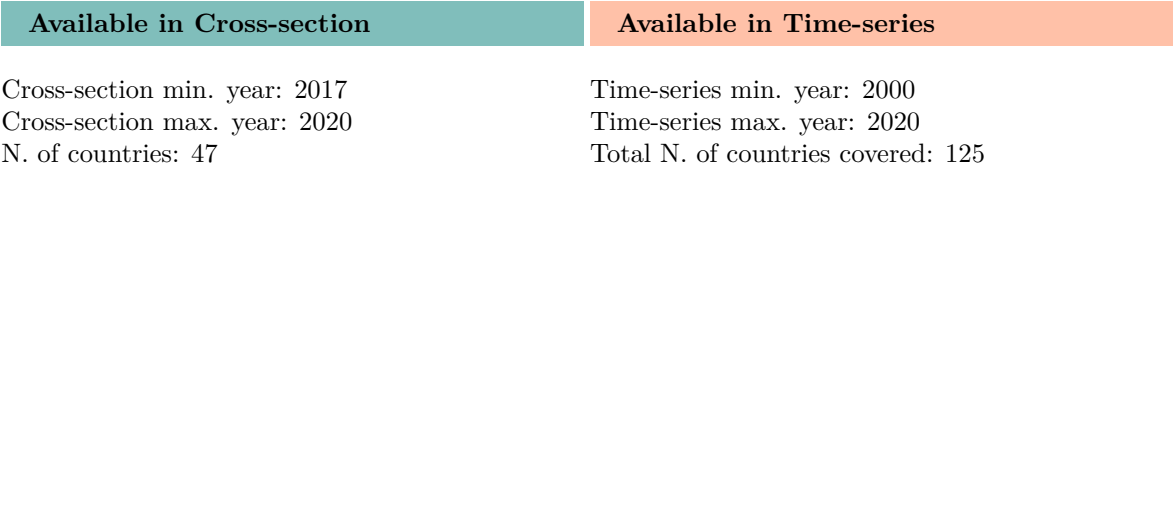 Available in Cross-section
Cross-section min. year: 2017
Cross-section max. year: 2020
N. of countries: 47
Available in Time-series
Time-series min. year: 2000
Time-series max. year: 2020
Total N. of countries covered: 125